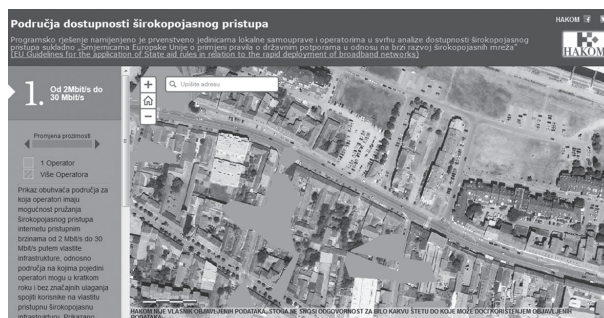 Područja dostupnosti širokopojasnog pristupa
HAKOM
Programsko rješenje namijenjeno je prvenstveno jedinicama lokalne samouprave i operatorima u svrhu analize dostupnosti širokopojasnog
pristupa sukladno „Smjernicama Europske Unije o primjeni pravila o državnim potporama u odnosu na brzi razvoj širokopojasnih mreža”
(EU Guidelines for the application of State aid rules in relation to the rapid deployment of broadband networks)
HAKOM
1. Od 2Mbit/s do
30 Mbit/s
Promjena prozirnosti
1 Operator
Više Operatora
Prikaz obuhvaća područja za
koja operatori imaju
mogućnost pružanja
širokopojasnog pristupa
internetu pristupnim
brzinama od 2 Mbit/s do 30
Mbit/s putem vlastite
infrastrukture, odnosno
područja na kojima pojedini
operatori mogu u kratkom
roku i bez značajnih ulaganja
spojiti korisnike na vlastitu
pristupnu širokopojasnu
infrastrukturu. Prikazano
+
Upišite adresu
−
HAKOM NIJE VLASNIK OBJAVLJENIH PODATAKA, STOGA NE SNOSI ODGOVORNOST ZA BILO KAKVU ŠTETU DO KOJE MOŽE DOĆI KORIŠTENJEM OBJAVLJENIH
PODATAKA.